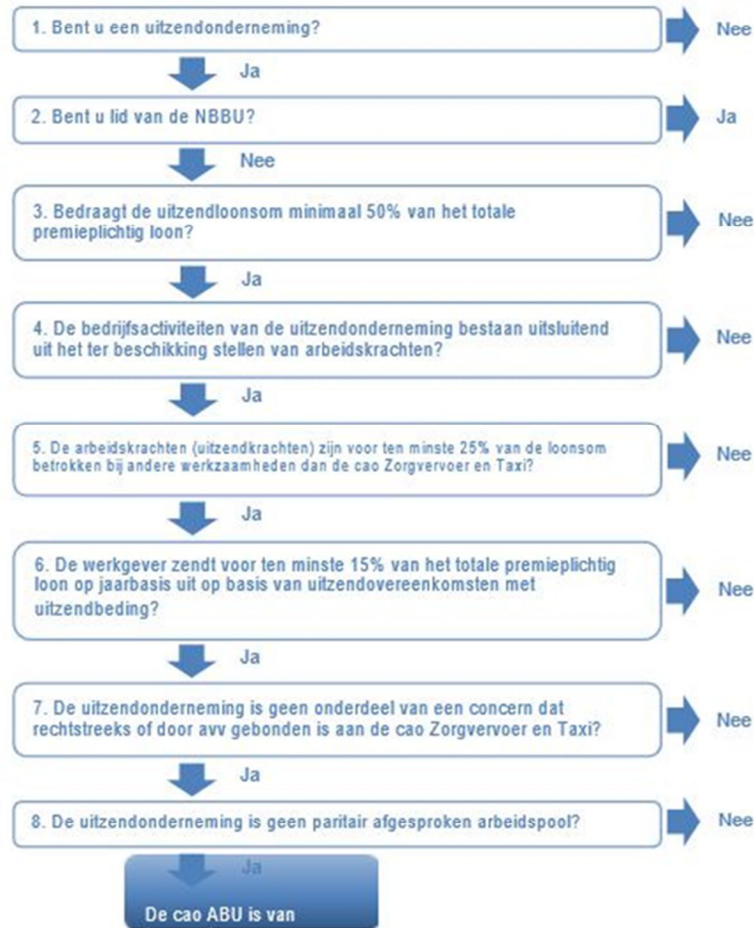 1. Bent u een uitzendonderneming?
Nee
Ja
2. Bent u lid van de NBBU?
Ja
Nee
3. Bedraagt de uitzendloonsom minimaal 50% van het totale
premieplichtig loon?
Nee
Ja
4. De bedrijfsactiviteiten van de uitzendonderneming bestaan uitsluitend
uit het ter beschikking stellen van arbeidskrachten?
Nee
Ja
5. De arbeidskrachten (uitzendkrachten) zijn voor ten minste 25% van de loonsom
betrokken bij andere werkzaamheden dan de cao Zorgvervoer en Taxi?
Nee
Ja
6. De werkgever zendt voor ten minste 15% van het totale premieplichtig
loon op jaarbasis uit op basis van uitzendovereenkomsten met
uitzendbeding?
Nee
Ja
7. De uitzendonderneming is geen onderdeel van een concern dat
rechtstreeks of door avv gebonden is aan de cao Zorgvervoer en Taxi?
Nee
Ja
8. De uitzendonderneming is geen paritair afgesproken arbeidspool?
Nee
Ja
De cao ABU is van